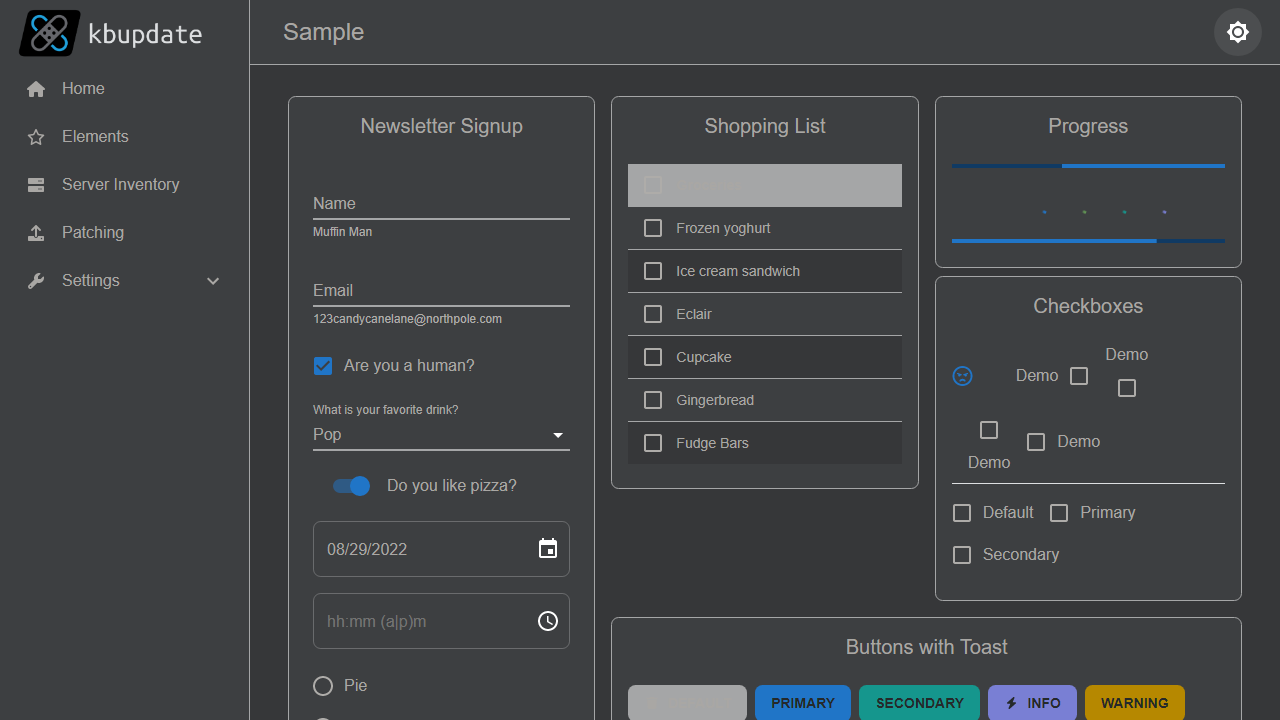 kbupdate
Sample
Home
Elements
Server Inventory
Patching
Settings
Newsletter Signup
Name
Muffin Man
Email
123candycanelane@northpole.com
Are you a human?
What is your favorite drink?
Pop
Do you like pizza?
08/29/2022
hh:mm (a|p)m
Pie
Shopping List
Frozen yoghurt
Ice cream sandwich
Eclair
Cupcake
Gingerbread
Fudge Bars
Progress
Checkboxes
Demo
Demo
Demo
Demo
Default
Primary
Secondary
Buttons with Toast
PRIMARY
SECONDARY
INFO
WARNING